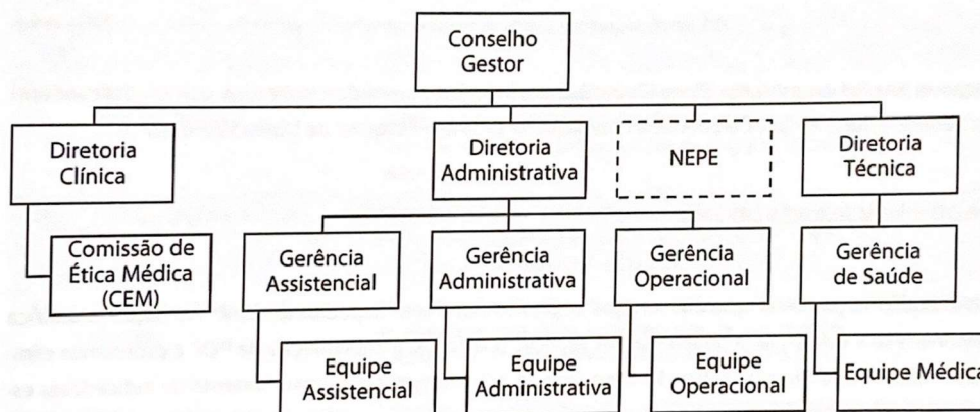 Conselho
Gestor
Diretoria
Clínica
Diretoria
Administrativa
NEPE
Diretoria
Técnica
Comissão de
Ética Médica
(CEM)
Gerência
Assistencial
Gerência
Administrativa
Gerência
Operacional
Gerência
de Saúde
Equipe
Assistencial
Equipe
Administrativa
Equipe
Operacional
Equipe Médica